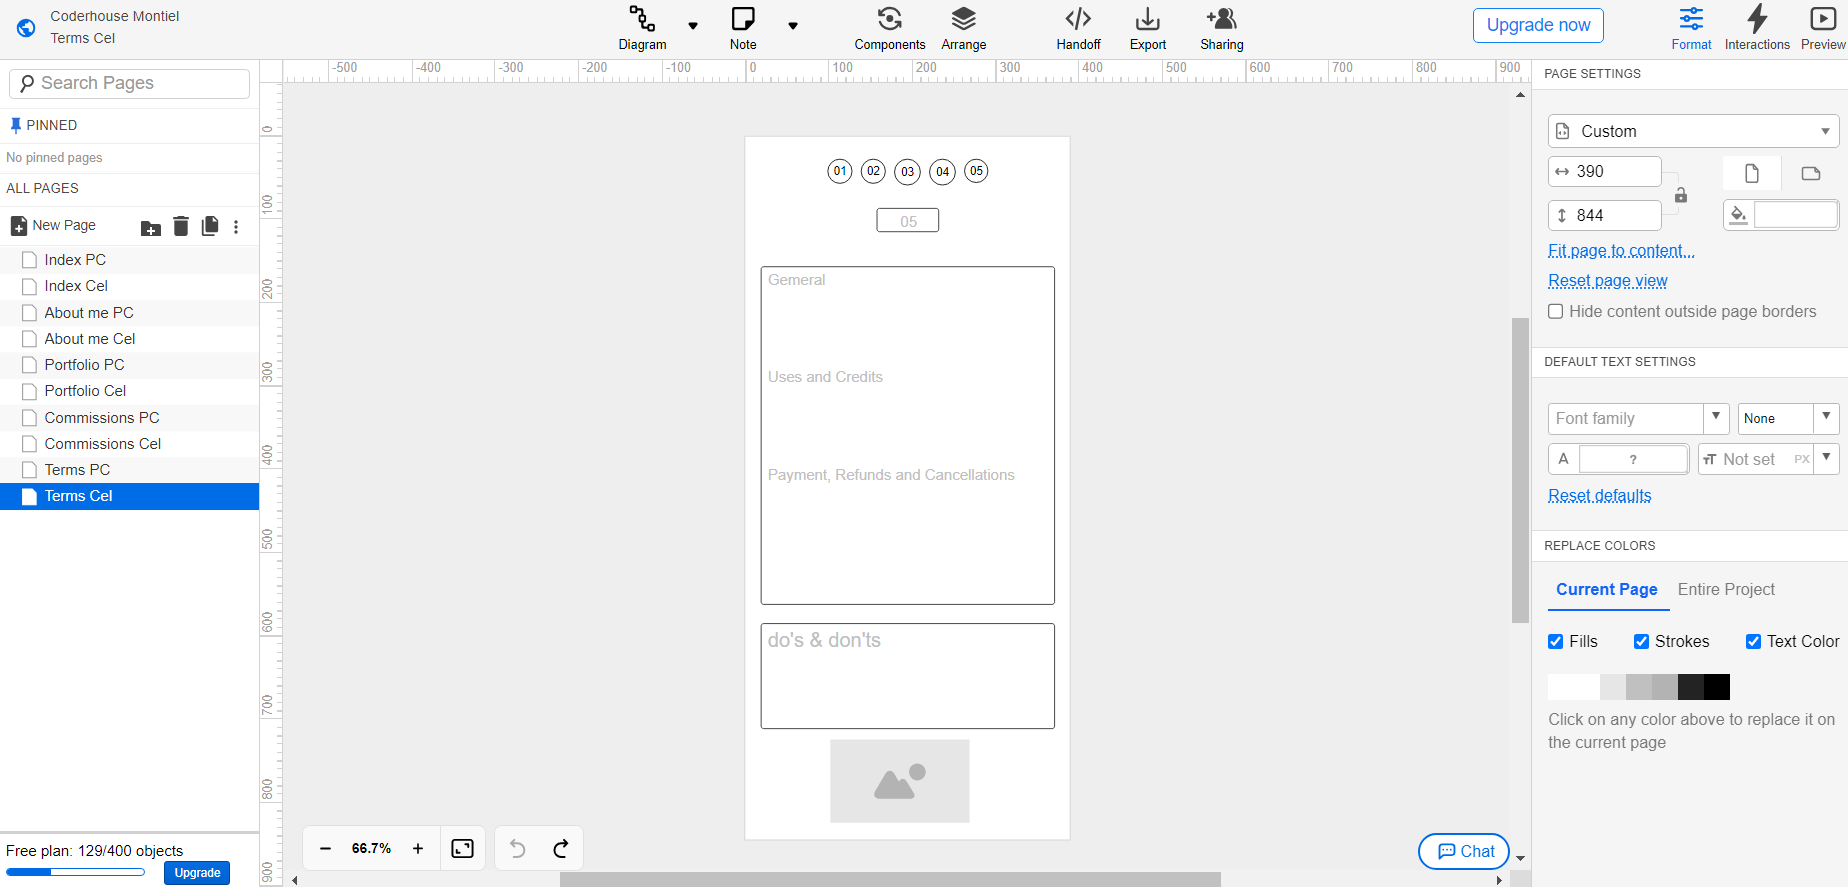 Coderhouse Montiel
Terms Cel
Diagram
Note
Components
Arrange
Handoff
Export
Sharing
Upgrade now
Format
Interactions
Preview
Search Pages
PINNED
No pinned pages
ALL PAGES
New Page
Index PC
Index Cel
About me PC
About me Cel
Portfolio PC
Portfolio Cel
Commissions PC
Commissions Cel
Terms PC
Terms Cel
Free plan: 129/400 objects
Upgrade
-500 -400 -300 -200 -100 0 100 200 300 400 500 600 700 800 900
0
100
200
300
400
500
600
700
800
900
01 02 03 04 05
05
Gemeral
Uses and Credits
Payment, Refunds and Cancellations
do's & don'ts
− 66.7% +
Chat
PAGE SETTINGS
Custom
390
844
Fit page to content...
Reset page view
Hide content outside page borders
DEFAULT TEXT SETTINGS
Font family
None
A ?
тT Not set PX
Reset defaults
REPLACE COLORS
Current Page
Entire Project
Fills
Strokes
Text Color
Click on any color above to replace it on
the current page